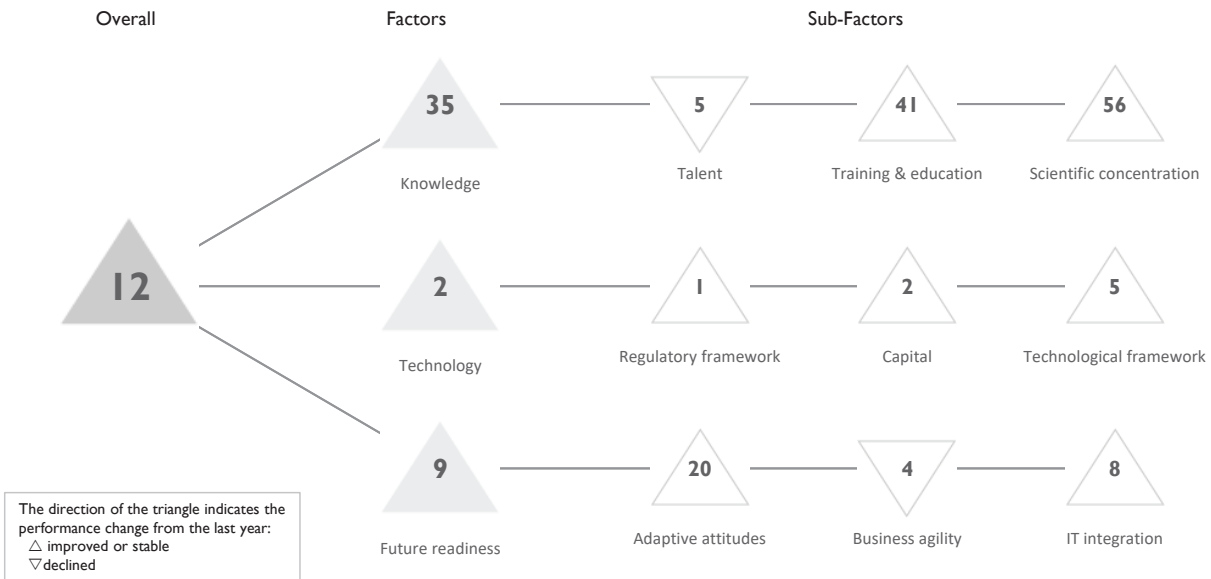 Overall
Factors
Sub-Factors
35
5
41
56
Knowledge
Talent
Training & education
Scientific concentration
12
2
1
2
5
Technology
Regulatory framework
Capital
Technological framework
9
20
4
8
Future readiness
Adaptive attitudes
Business agility
IT integration
The direction of the triangle indicates the
performance change from the last year:
△ improved or stable
▽ declined